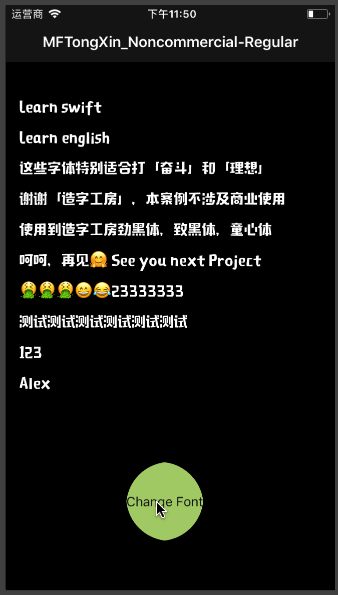 运营商 下午11:50
MFTongXin_Noncommercial-Regular
Learn swift
Learn english
这些字体特别适合打「奋斗」和「理想」
谢谢「造字工房」，本案例不涉及商业使用
使用到造字工房劲黑体，致黑体，童心体
呵呵，再见🤗 See you next Project
🤮🤮🤮😄😂23333333
测试测试测试测试测试测试
123
Alex
Change Font